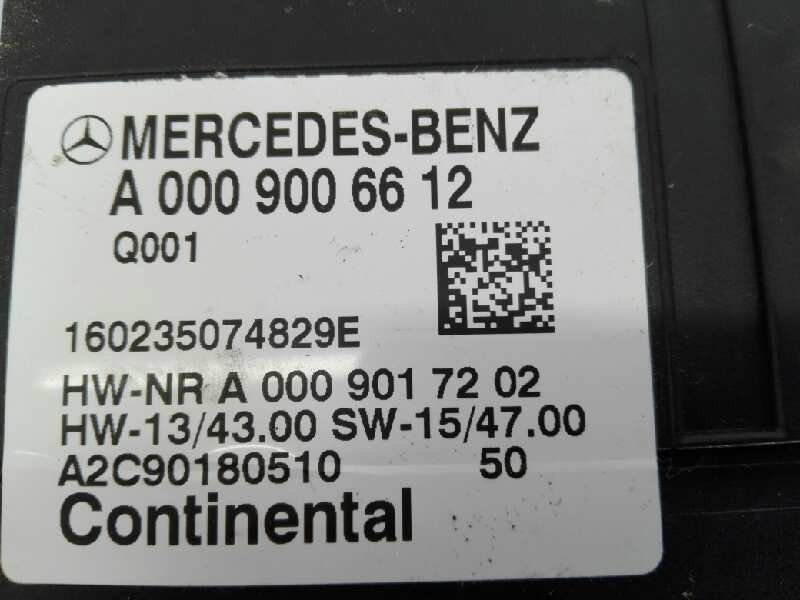 MERCEDES-BENZ
A 000 900 66 12
Q001
160235074829E
HW-NR A 000 901 72 02
HW-13/43.00 SW-15/47.00
A2C90180510 50
Continental